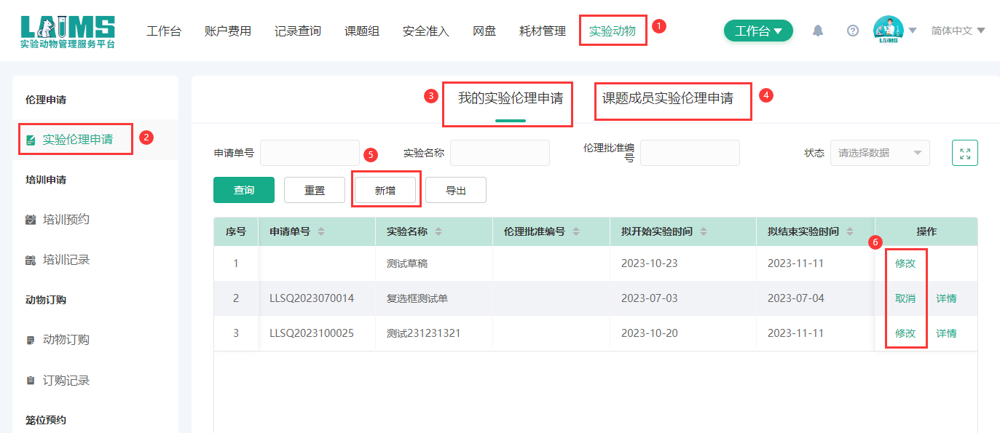 LAIMS
实验动物管理服务平台
工作台 账户费用 记录查询 课题组 安全准入 网盘 耗材管理 实验动物 1 工作台 LAIMS 简体中文
伦理申请
实验伦理申请 2
培训申请
培训预约
培训记录
动物订购
动物订购
订购记录
笼位预约
3 我的实验伦理申请 课题成员实验伦理申请 4
申请单号 5 实验名称 伦理批准编号 状态 请选择数据
查询 重置 新增 导出
序号 申请单号 实验名称 伦理批准编号 拟开始实验时间 拟结束实验时间 6 操作
1 测试草稿 2023-10-23 2023-11-11 修改
2 LLSQ2023070014 复选框测试单 2023-07-03 2023-07-04 取消 详情
3 LLSQ2023100025 测试231231321 2023-10-20 2023-11-11 修改 详情